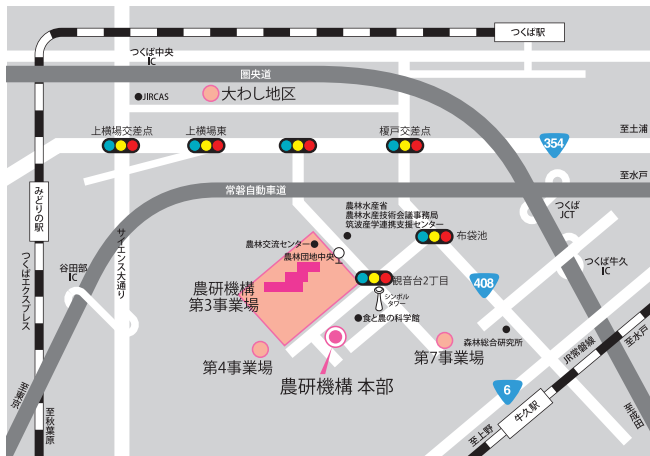 つくば駅
つくば中央
IC
圏央道
JIRCAS
大わし地区
上横場交差点
上横場東
榎戸交差点
354
至土浦
至水戸
常磐自動車道
みどりの駅
つくばエクスプレス
サイエンス大通り
谷田部
IC
農林水産省
農林水産技術会議事務局
筑波産学連携支援センター
つくば
JCT
農林交流センター
農林団地中央
布袋池
つくば牛久
IC
農研機構
第3事業場
観音台2丁目
408
シンボル
タワー
食と農の科学館
森林総合研究所
第4事業場
第7事業場
農研機構 本部
JR常磐線
至水戸
6
牛久駅
至上野
至成田
至東京
至秋葉原